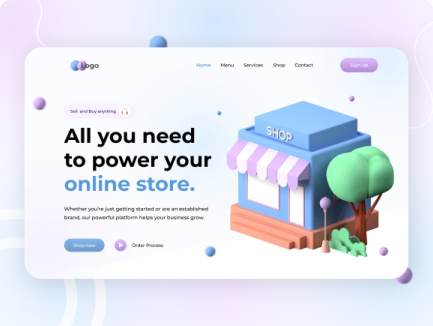 Logo
Home Menu Services Shop Contact
Sign up
Sell and Buy anything
All you need
to power your
online store.
Whether you're just getting started or are an established
brand, our powerful platform helps your business grow.
Shop now
Order Process
SHOP